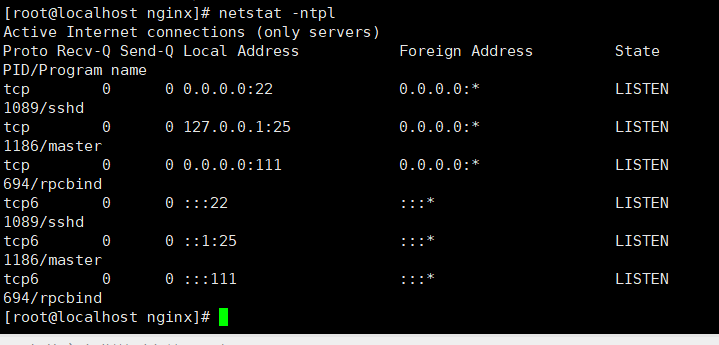 [root@localhost nginx]# netstat -ntpl
Active Internet connections (only servers)
Proto Recv-Q Send-Q Local Address           Foreign Address         State
PID/Program name
tcp        0      0 0.0.0.0:22              0.0.0.0:*               LISTEN
1089/sshd
tcp        0      0 127.0.0.1:25            0.0.0.0:*               LISTEN
1186/master
tcp        0      0 0.0.0.0:111             0.0.0.0:*               LISTEN
694/rpcbind
tcp6       0      0 :::22                   :::*                    LISTEN
1089/sshd
tcp6       0      0 ::1:25                  :::*                    LISTEN
1186/master
tcp6       0      0 :::111                  :::*                    LISTEN
694/rpcbind
[root@localhost nginx]#